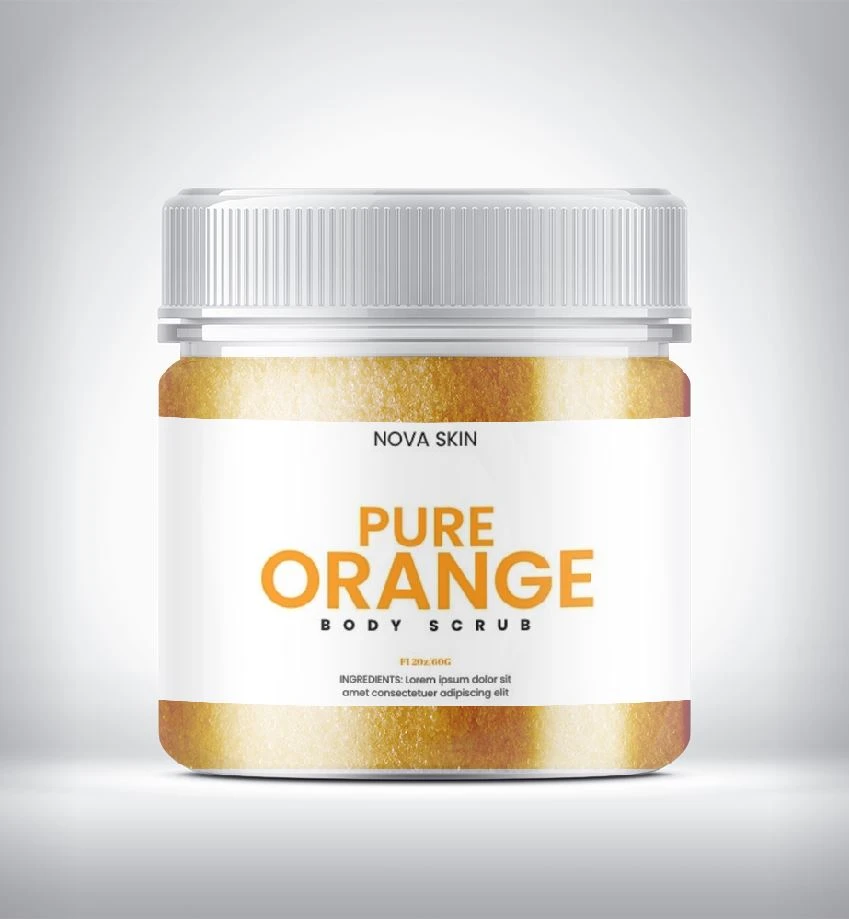 NOVA SKIN
PURE
ORANGE
BODY SCRUB
Fl 2oz/60G
INGREDIENTS: Lorem ipsum dolor sit
amet consectetuer adipiscing elit